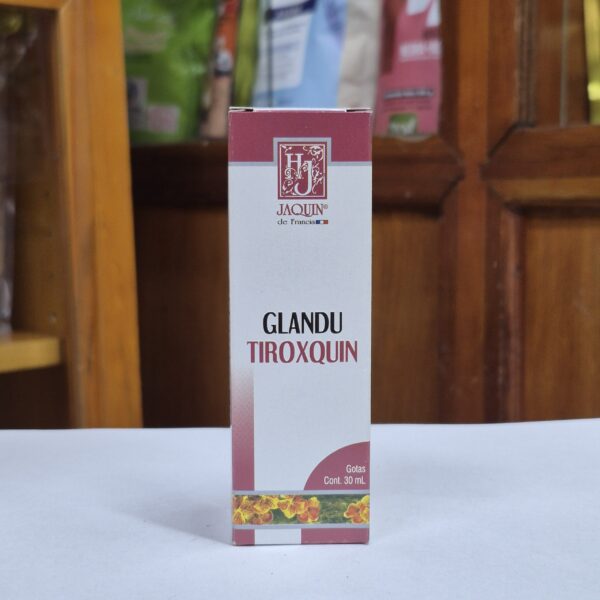 HJ
JAQUIN®
de Francia
GLANDU
TIROXQUIN
Gotas
Cont. 30 mL